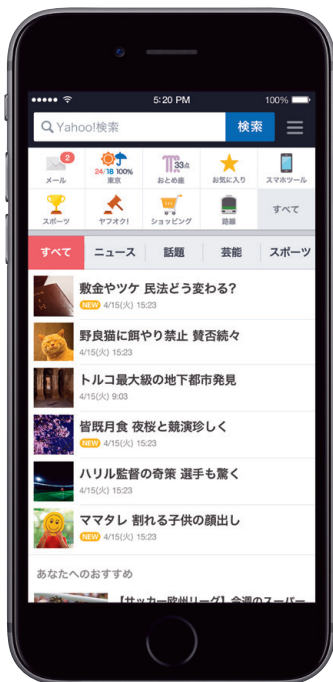 5:20 PM
100%
Yahoo!検索
検索
2
24/18 100%
33点
メール
東京
おとめ座
お気に入り
スマホツール
スポーツ
ヤフオク!
ショッピング
路線
すべて
すべて
ニュース
話題
芸能
スポーツ
敷金やツケ 民法どう変わる?
NEW 4/15(火) 15:23
野良猫に餌やり禁止 賛否続々
4/15(火) 15:23
トルコ最大級の地下都市発見
4/15(火) 9:03
皆既月食 夜桜と競演珍しく
NEW 4/15(火) 15:23
ハリル監督の奇策 選手も驚く
4/15(火) 15:23
ママタレ 割れる子供の顔出し
NEW 4/15(火) 15:23
あなたへのおすすめ
【サッカー欧州リーグ】今週のスーパー